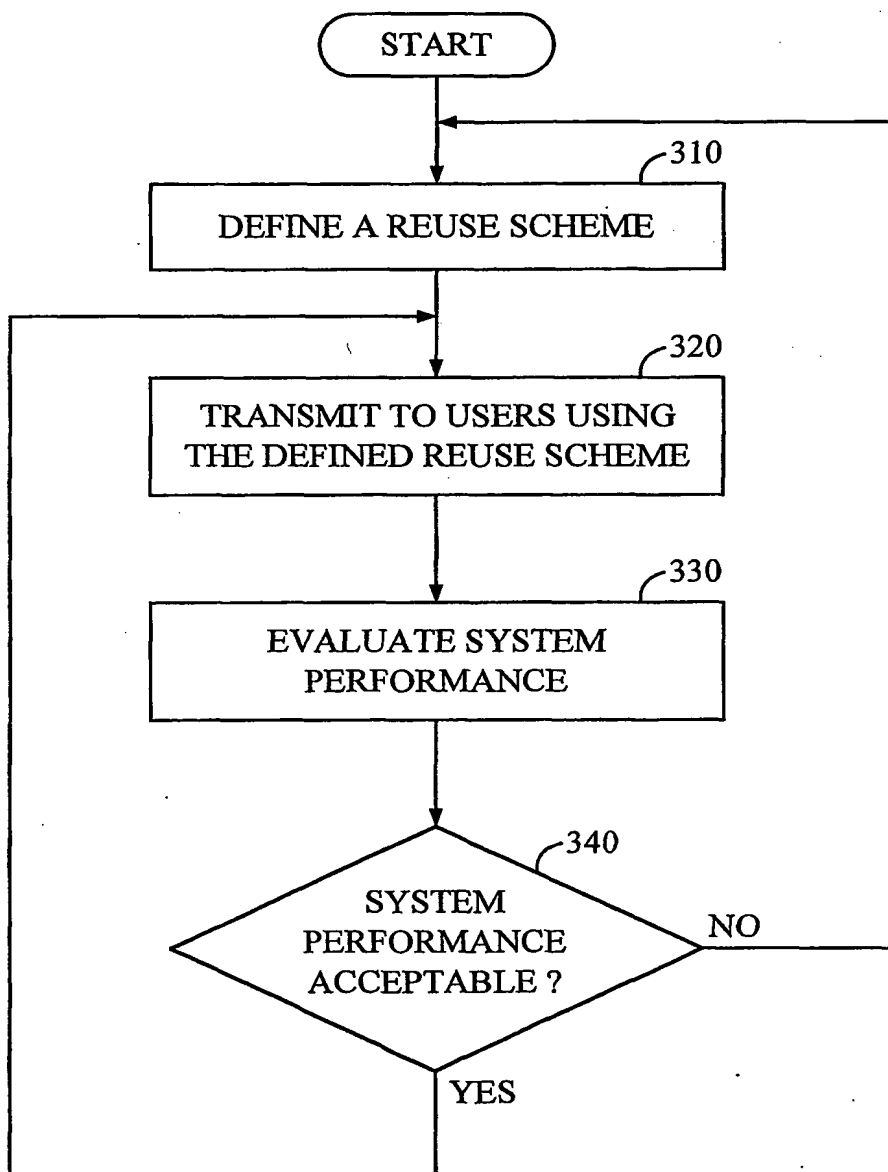 START
310
DEFINE A REUSE SCHEME
320
TRANSMIT TO USERS USING
THE DEFINED REUSE SCHEME
330
EVALUATE SYSTEM
PERFORMANCE
340
SYSTEM
PERFORMANCE
ACCEPTABLE ?
NO
YES